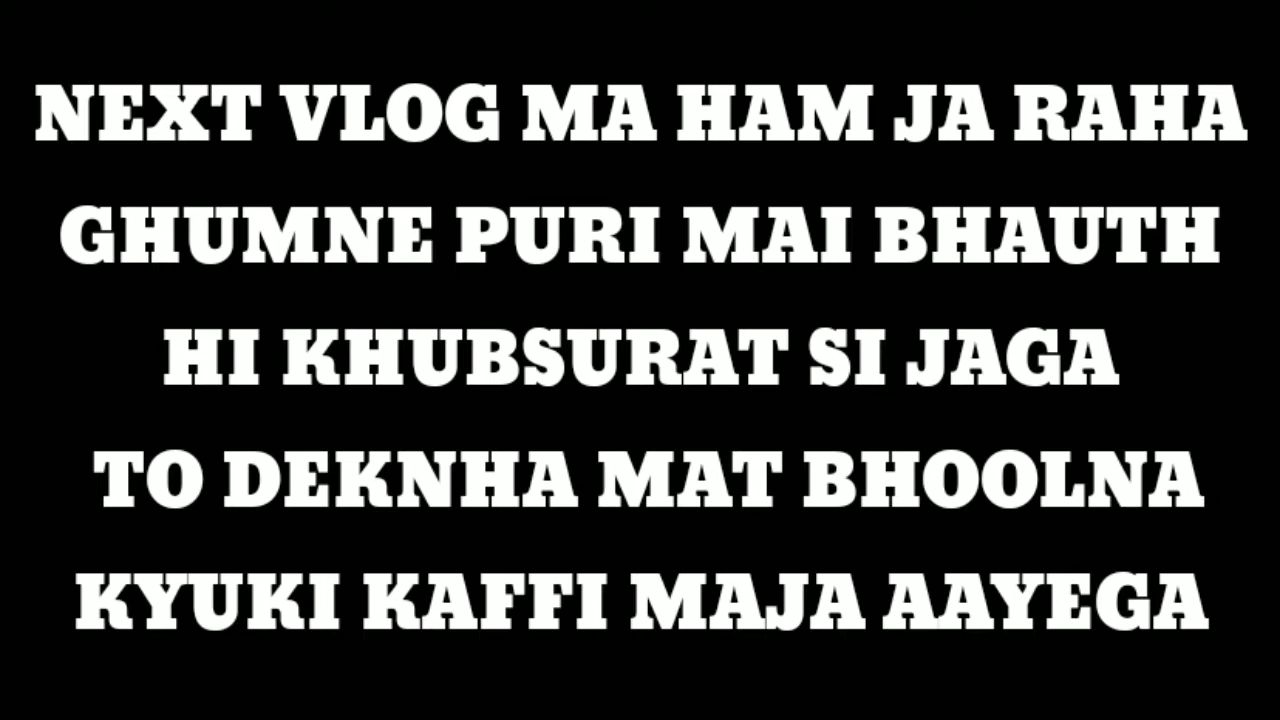 NEXT VLOG MA HAM JA RAHA
GHUMNE PURI MAI BHAUTH
HI KHUBSURAT SI JAGA
TO DEKNHA MAT BHOOLNA
KYUKI KAFFI MAJA AAYEGA